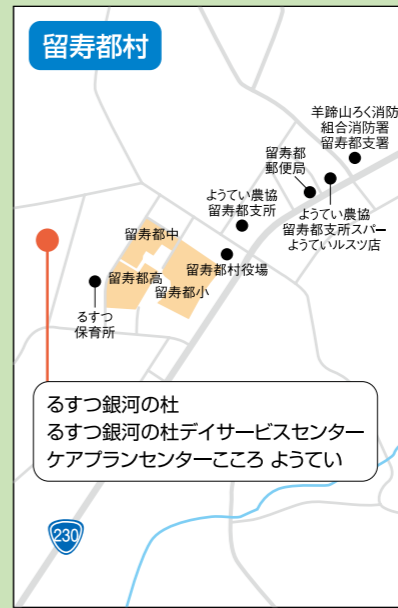 留寿都村
羊蹄山ろく消防
組合消防署
留寿都支署
留寿都
郵便局
ようてい農協
留寿都支所
ようてい農協
留寿都支所スパー
ようていルスツ店
留寿都中
留寿都村役場
留寿都高
留寿都小
るすつ
保育所
るすつ銀河の杜
るすつ銀河の杜デイサービスセンター
ケアプランセンターこころ ようてい
230